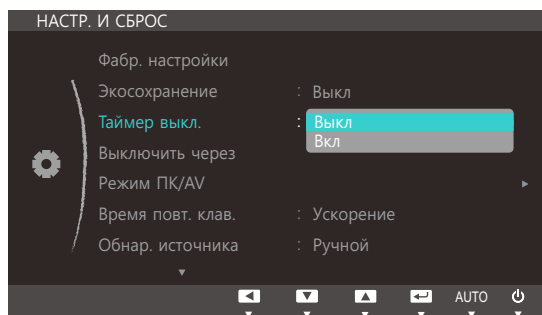 НАСТР. И СБРОС
Фабр. настройки
Экосохранение : Выкл
Таймер выкл. : Выкл
Вкл
Выключить через
Режим ПК/AV
Время повт. клав. : Ускорение
Обнар. источника : Ручной
AUTO